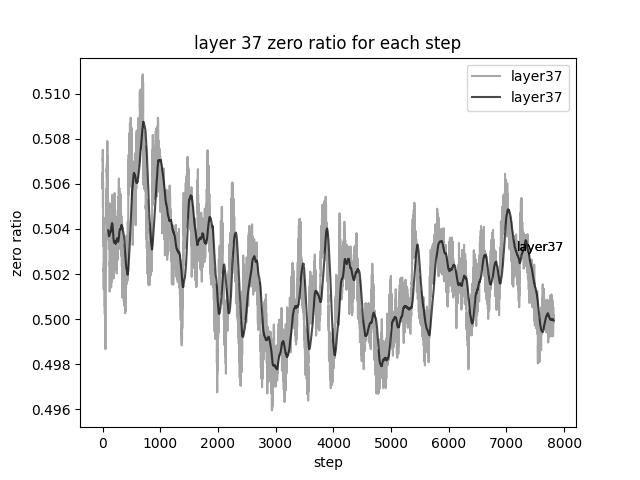 layer 37 zero ratio for each step
layer37
layer37
0.510
0.508
0.506
0.504
0.502
0.500
0.498
0.496
zero ratio
layer37
0
1000
2000
3000
4000
5000
6000
7000
8000
step